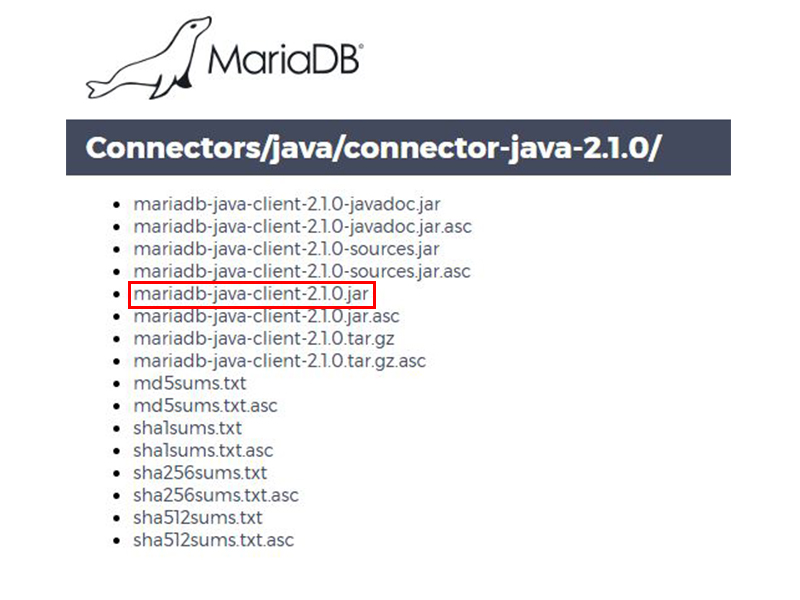 MariaDB®
Connectors/java/connector-java-2.1.0/
mariadb-java-client-2.1.0-javadoc.jar
mariadb-java-client-2.1.0-javadoc.jar.asc
mariadb-java-client-2.1.0-sources.jar
mariadb-java-client-2.1.0-sources.jar.asc
mariadb-java-client-2.1.0.jar
mariadb-java-client-2.1.0.jar.asc
mariadb-java-client-2.1.0.tar.gz
mariadb-java-client-2.1.0.tar.gz.asc
md5sums.txt
md5sums.txt.asc
sha1sums.txt
sha1sums.txt.asc
sha256sums.txt
sha256sums.txt.asc
sha512sums.txt
sha512sums.txt.asc